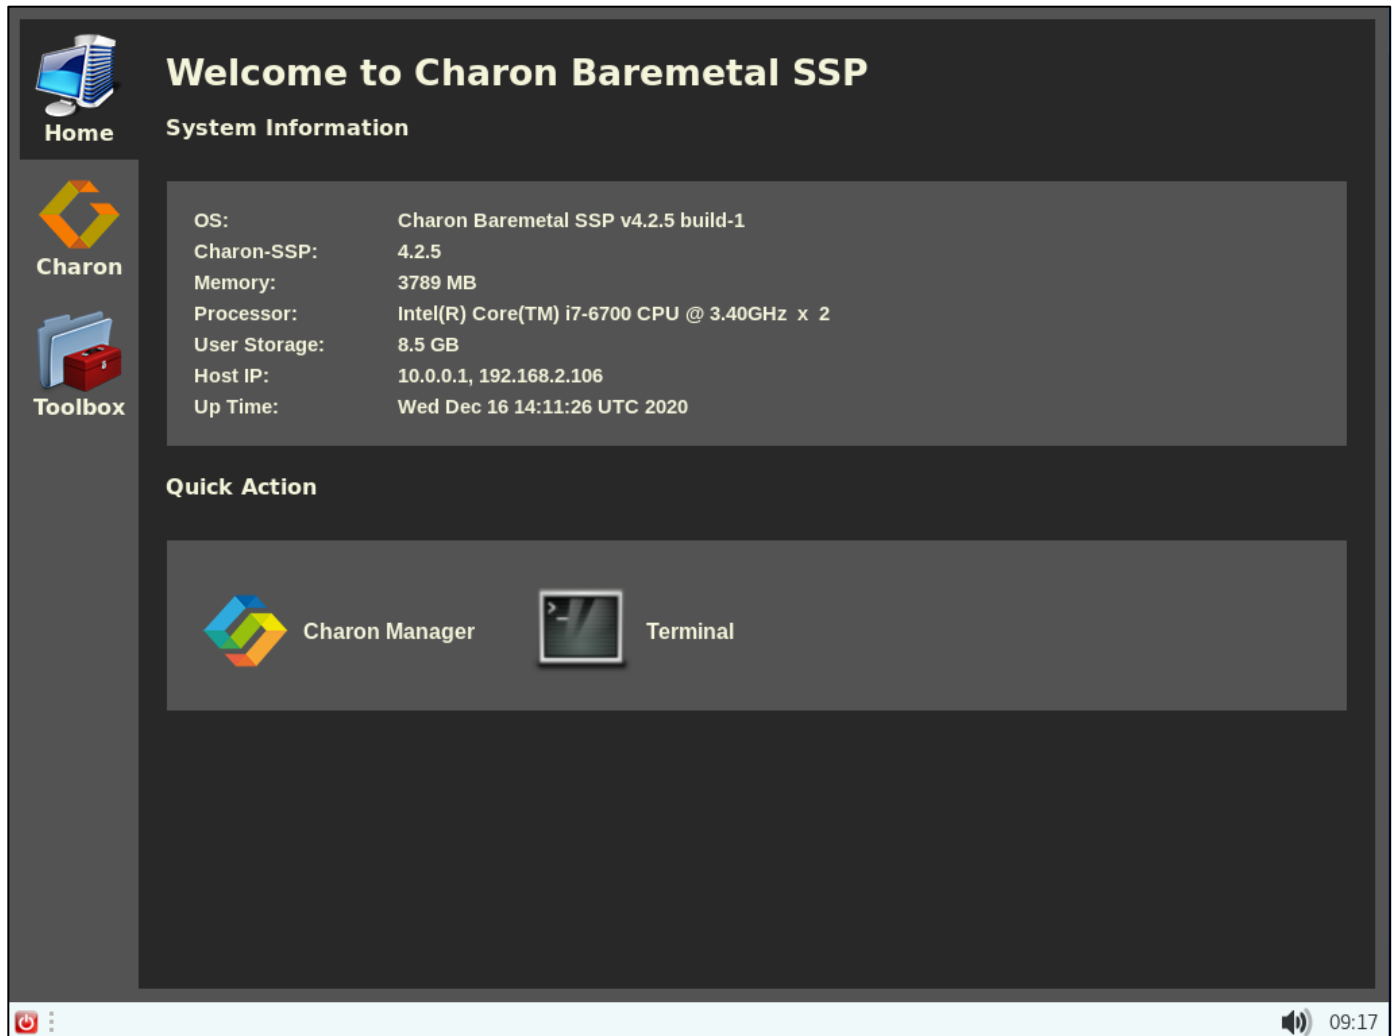 Home
Charon
Toolbox
Welcome to Charon Baremetal SSP
System Information
OS: Charon Baremetal SSP v4.2.5 build-1
Charon-SSP: 4.2.5
Memory: 3789 MB
Processor: Intel(R) Core(TM) i7-6700 CPU @ 3.40GHz x 2
User Storage: 8.5 GB
Host IP: 10.0.0.1, 192.168.2.106
Up Time: Wed Dec 16 14:11:26 UTC 2020
Quick Action
Charon Manager
Terminal
09:17